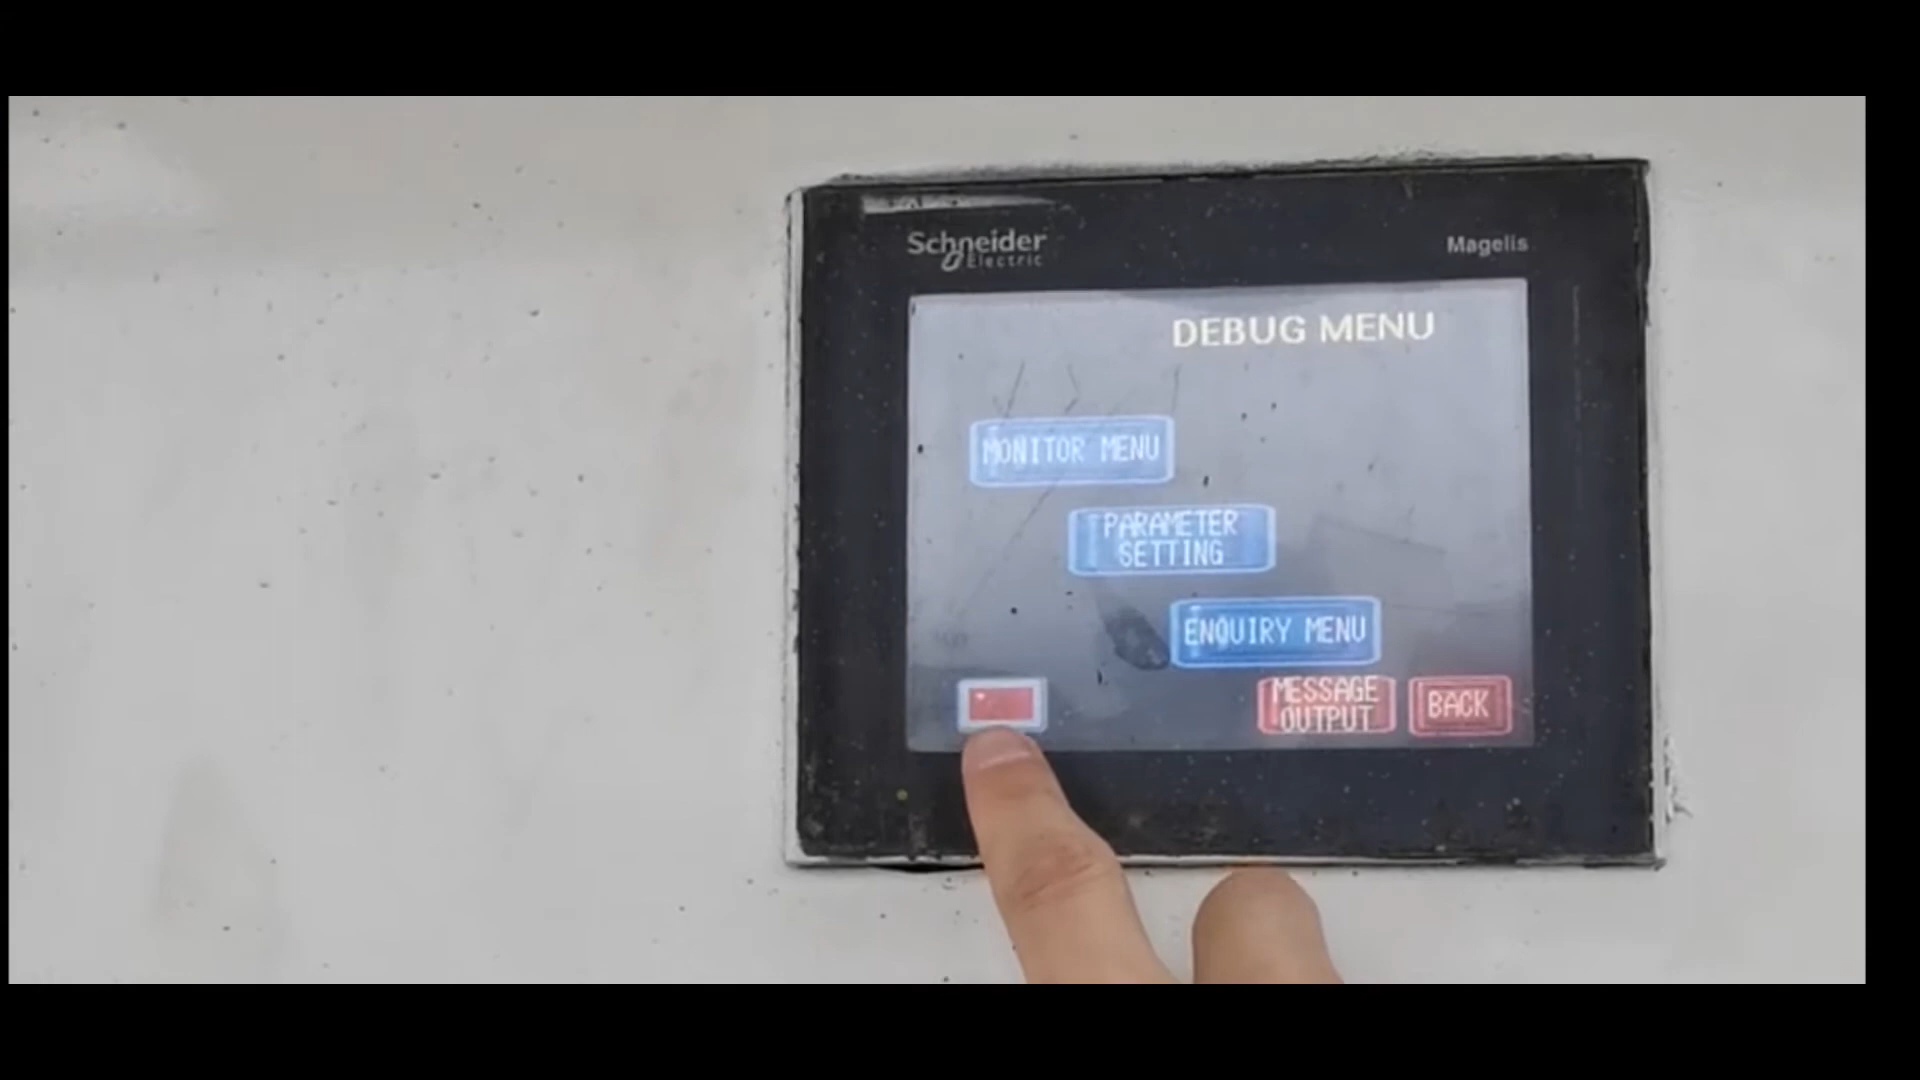 Schneider
Electric
Magelis
DEBUG MENU
MONITOR MENU
PARAMETER
SETTING
ENQUIRY MENU
MESSAGE
OUTPUT
BACK